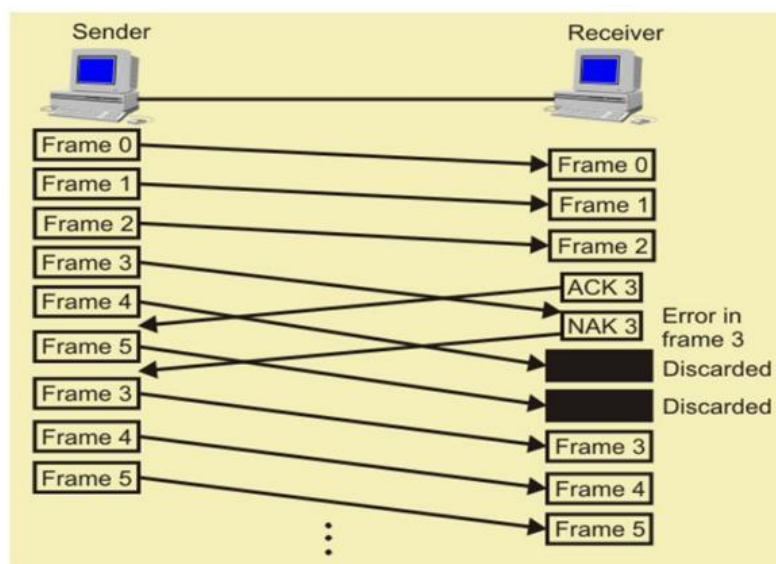 Sender
Receiver
Frame 0
Frame 0
Frame 1
Frame 1
Frame 2
Frame 2
Frame 3
ACK 3
Frame 4
NAK 3
Error in
frame 3
Frame 5
Discarded
Frame 3
Discarded
Frame 4
Frame 3
Frame 5
Frame 4
Frame 5